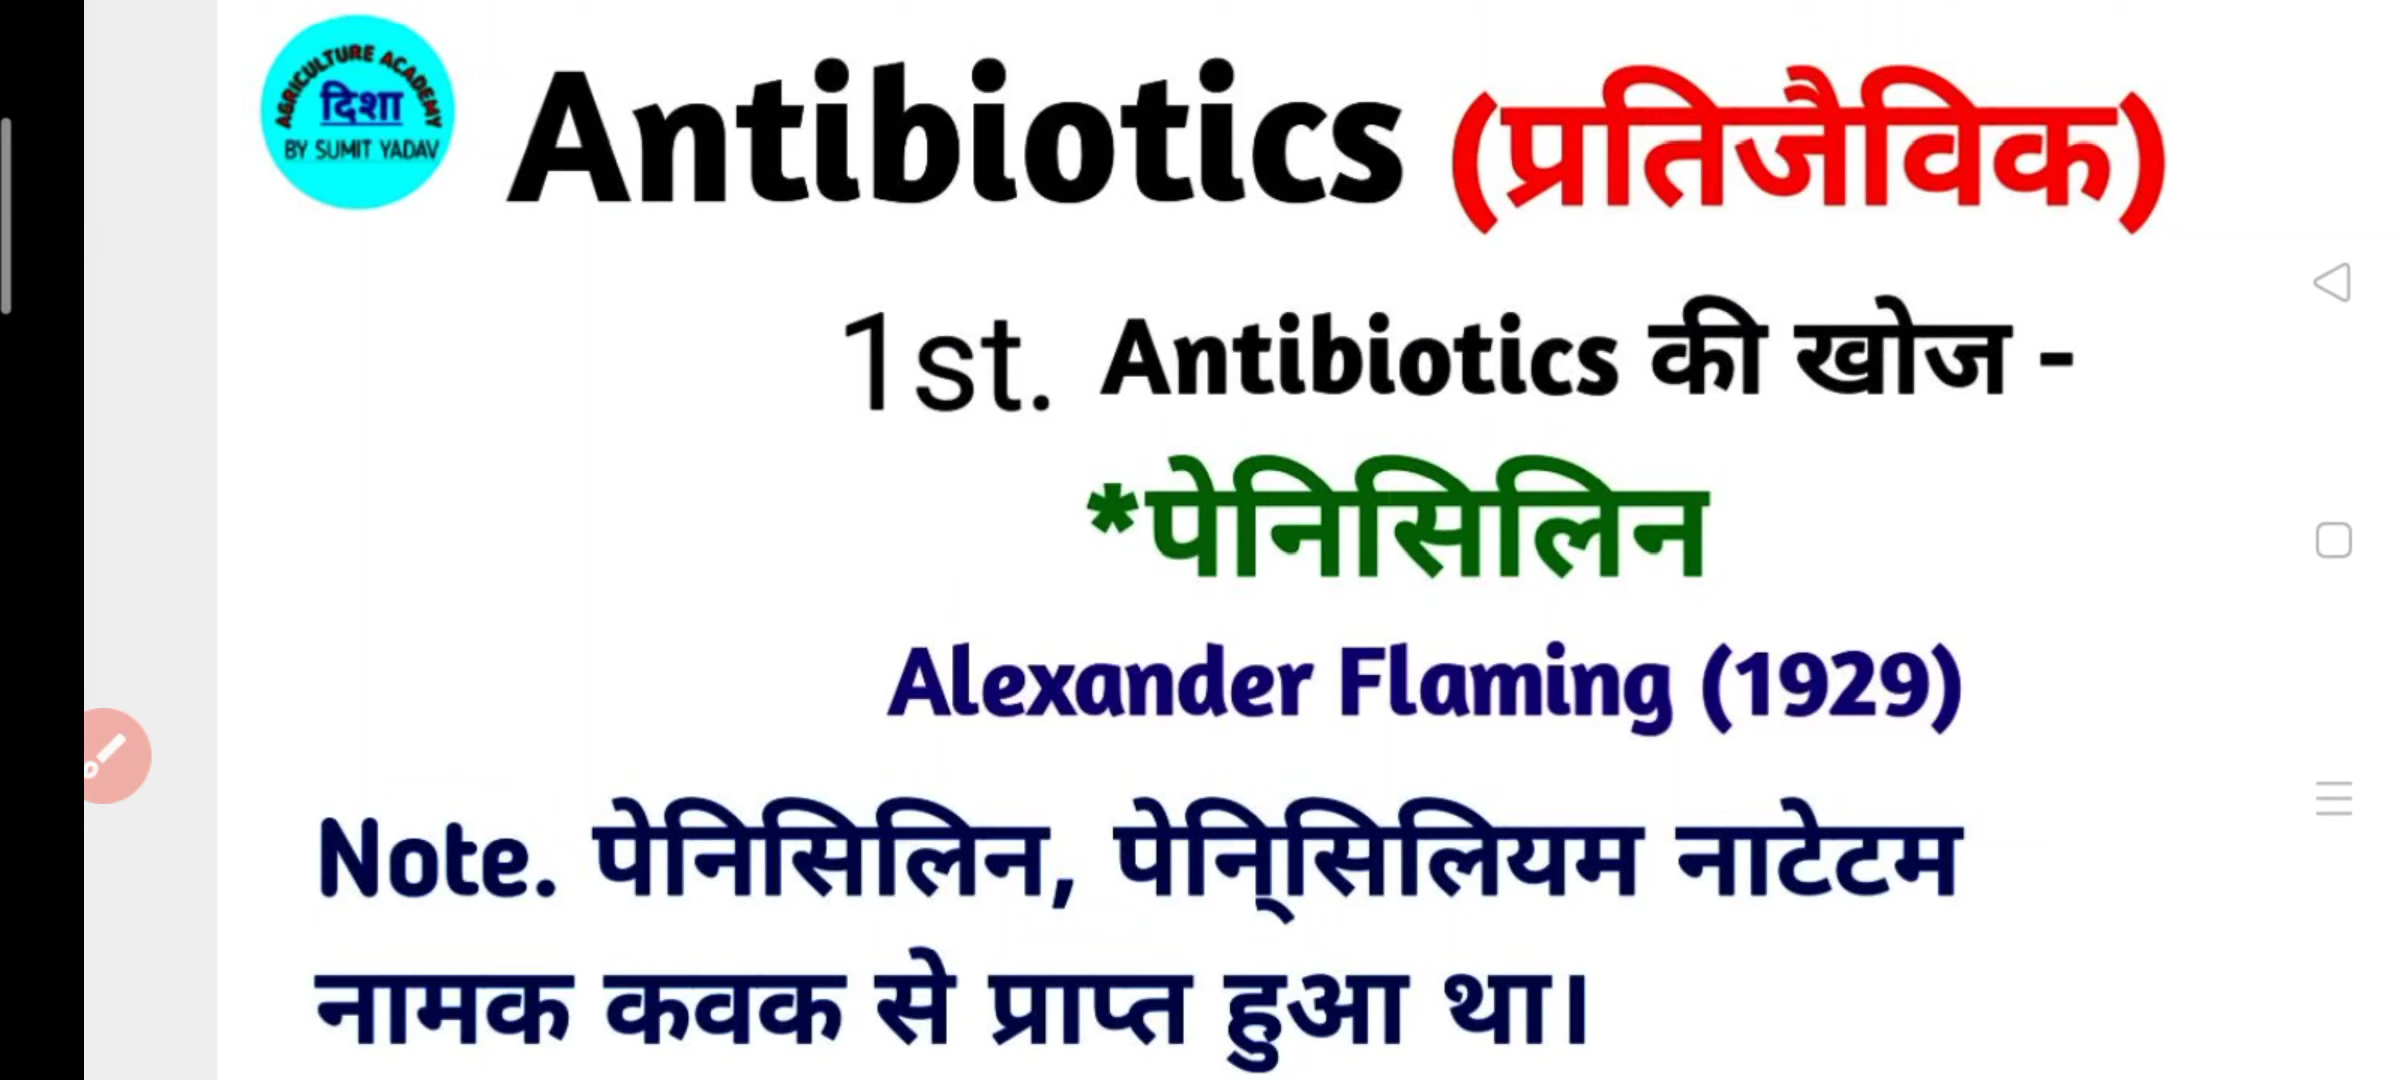 AGRICULTURE ACADEMY
दिशा
BY SUMIT YADAV
Antibiotics (प्रतिजैविक)
1st. Antibiotics की खोज -
*पेनिसिलिन
Alexander Flaming (1929)
Note. पेनिसिलिन, पेनि्सिलियम नाटेटम
नामक कवक से प्राप्त हुआ था।